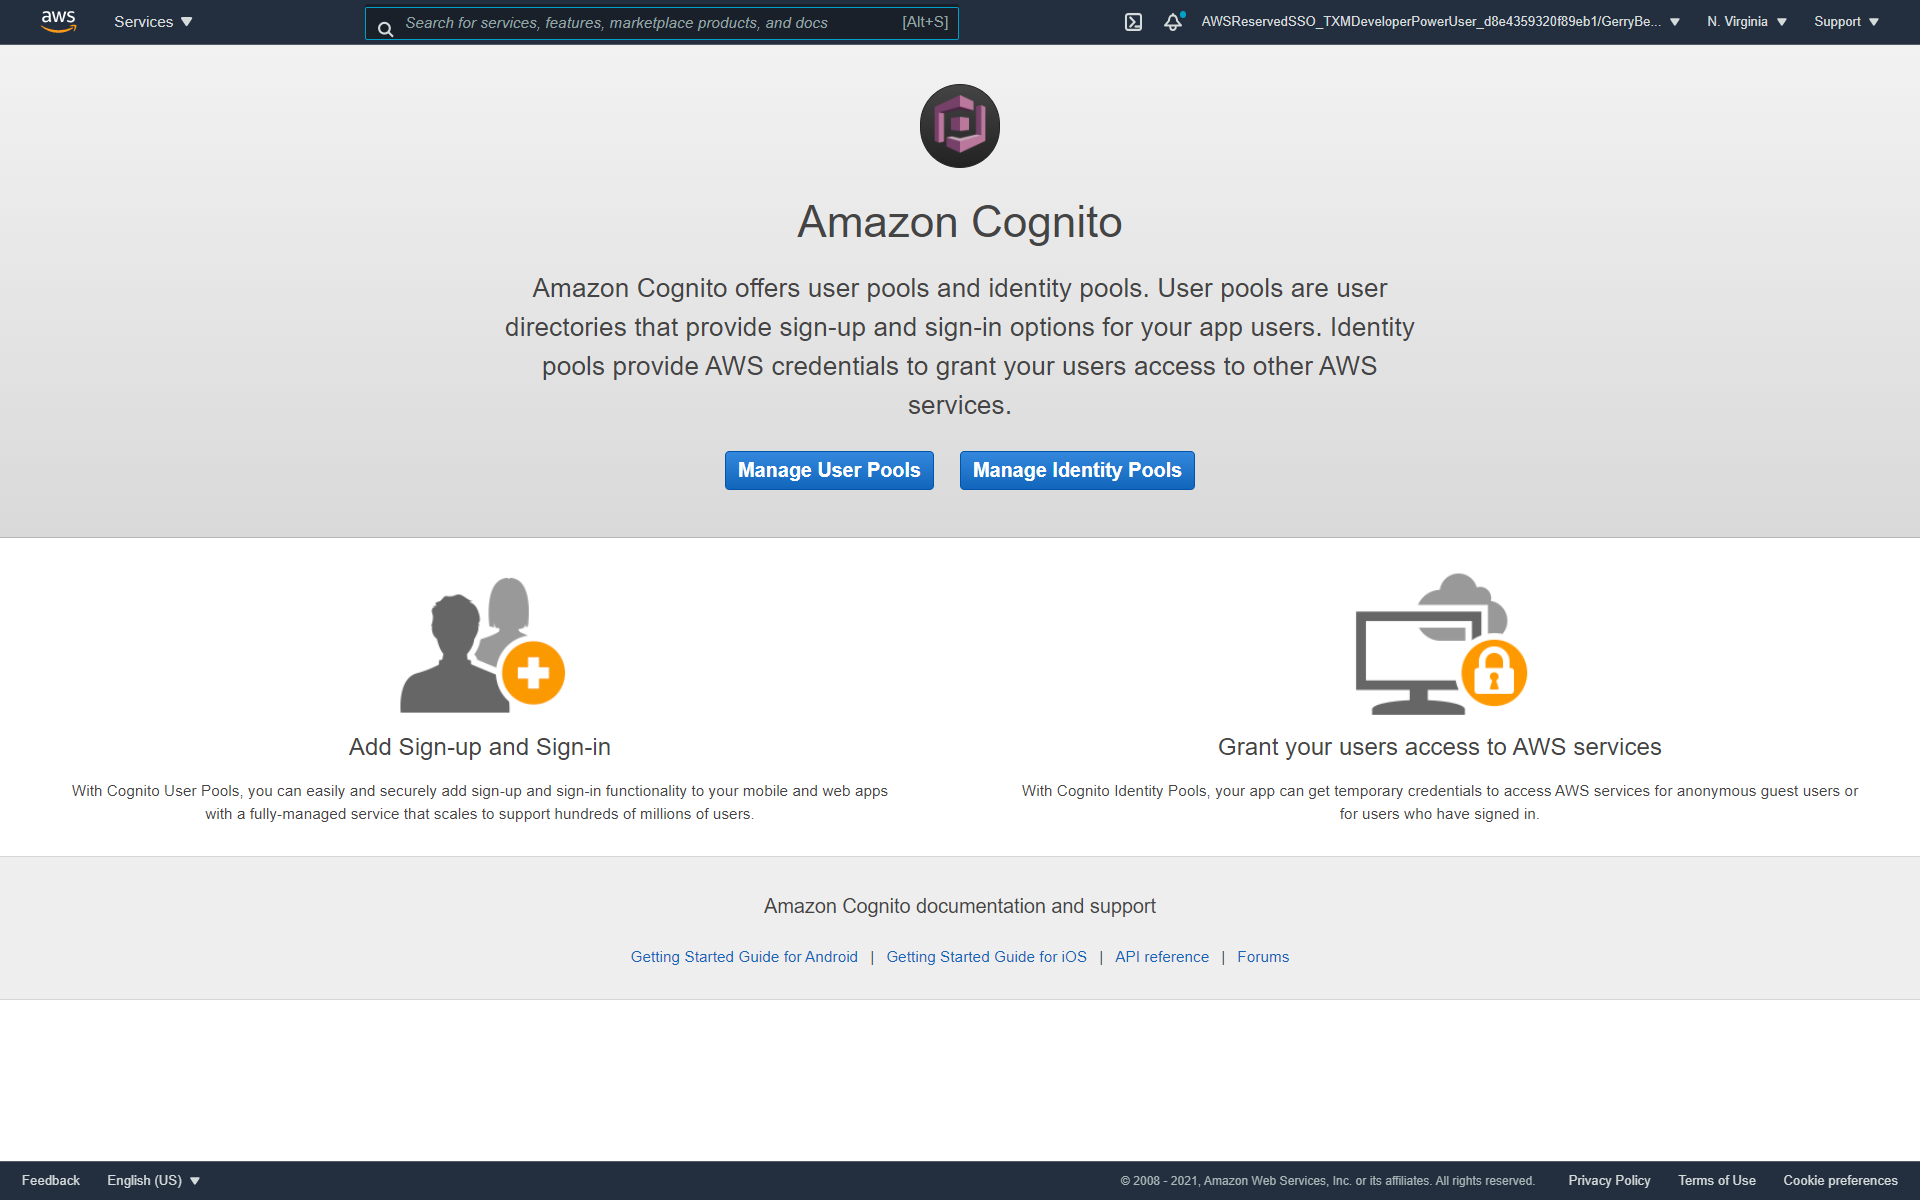 aws
Services
Search for services, features, marketplace products, and docs
[Alt+S]
AWSReservedSSO_TXMDeveloperPowerUser_d8e4359320f89eb1/GerryBe...
N. Virginia
Support
Amazon Cognito
Amazon Cognito offers user pools and identity pools. User pools are user
directories that provide sign-up and sign-in options for your app users. Identity
pools provide AWS credentials to grant your users access to other AWS
services.
Manage User Pools
Manage Identity Pools
Add Sign-up and Sign-in
With Cognito User Pools, you can easily and securely add sign-up and sign-in functionality to your mobile and web apps
with a fully-managed service that scales to support hundreds of millions of users.
Grant your users access to AWS services
With Cognito Identity Pools, your app can get temporary credentials to access AWS services for anonymous guest users or
for users who have signed in.
Amazon Cognito documentation and support
Getting Started Guide for Android | Getting Started Guide for iOS | API reference | Forums
Feedback
English (US)
© 2008 - 2021, Amazon Web Services, Inc. or its affiliates. All rights reserved.
Privacy Policy
Terms of Use
Cookie preferences